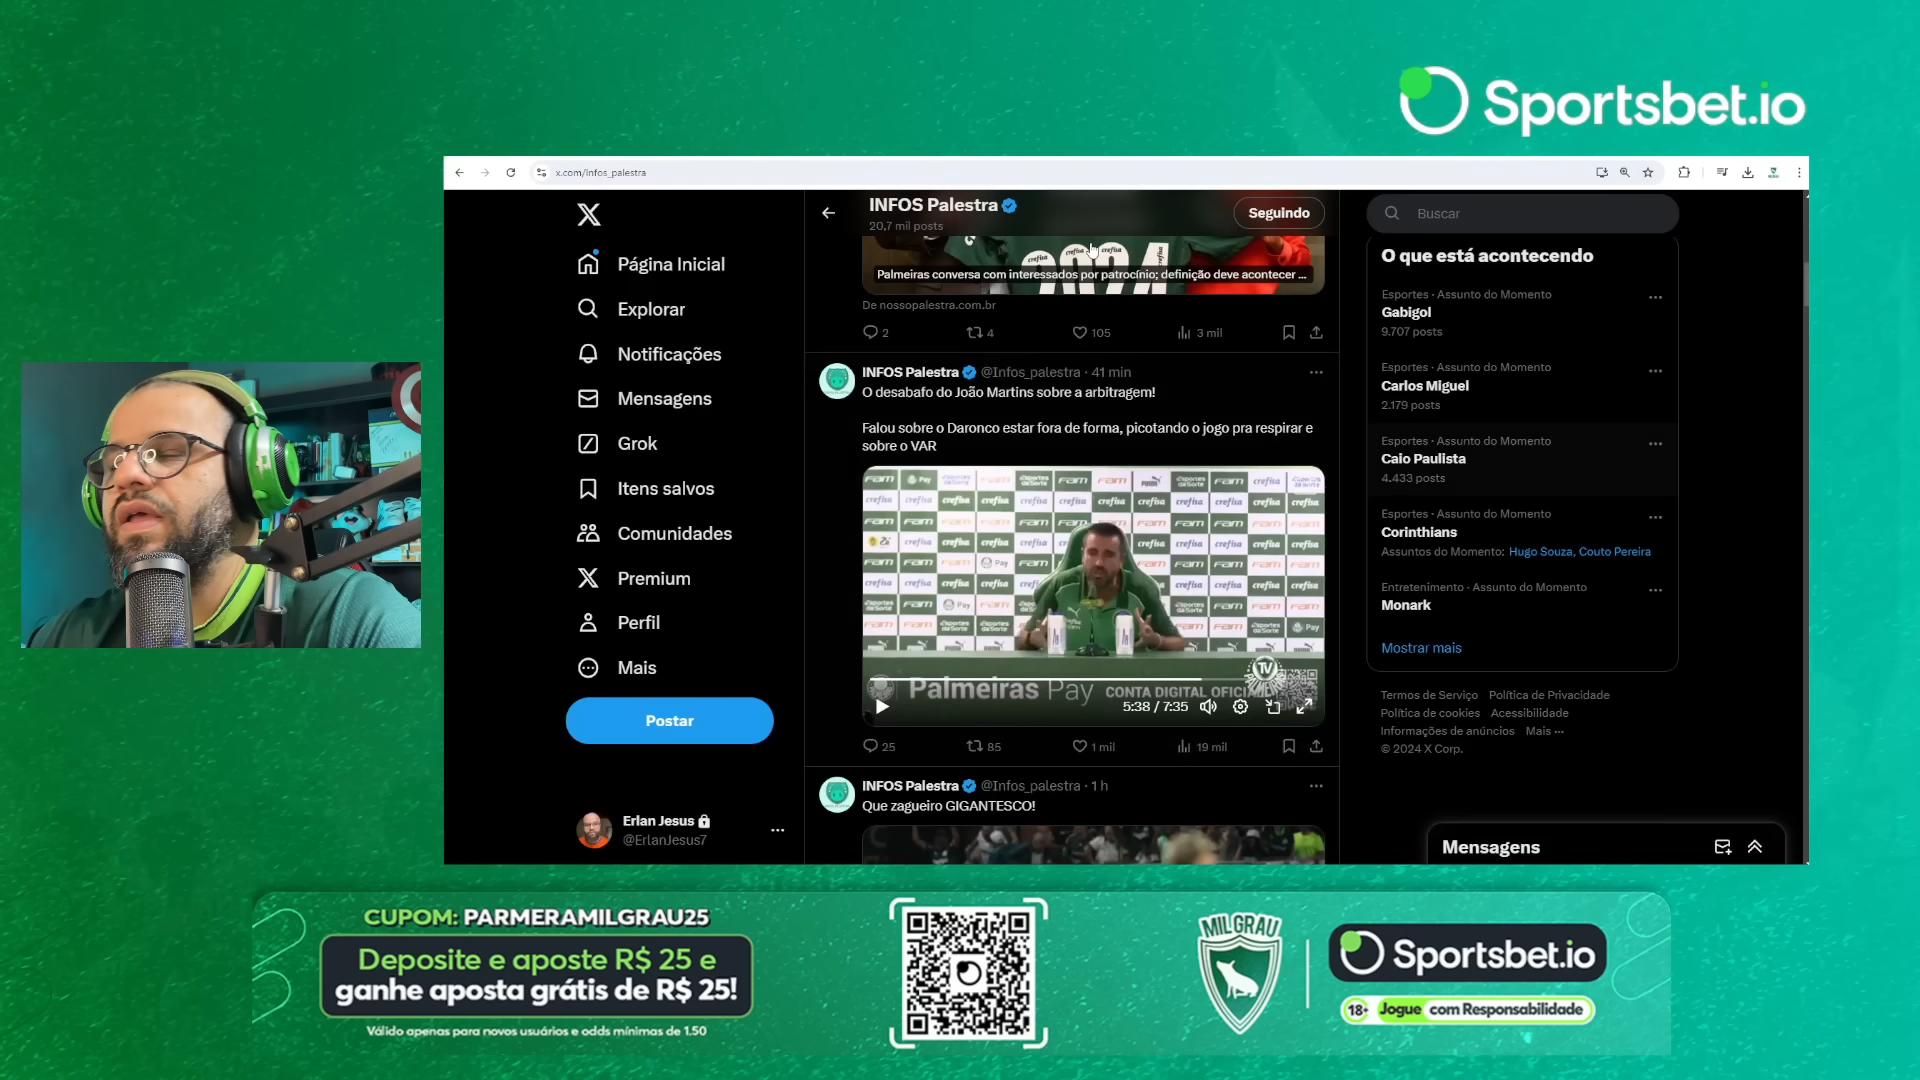 Sportsbet.io
x.com/infos_palestra
INFOS Palestra
20,7 mil posts
Seguindo
Buscar
Página Inicial
Explorar
Notificações
Mensagens
Grok
Itens salvos
Comunidades
Premium
Perfil
Mais
Postar
Erlan Jesus
@ErlanJesus7
crefisa crefisa
2024
Palmeiras conversa com interessados por patrocínio; definição deve acontecer ...
De nossopalestra.com.br
2 4 105 3 mil
INFOS Palestra @Infos_palestra · 41 min
O desabafo do João Martins sobre a arbitragem!
Falou sobre o Daronco estar fora de forma, picotando o jogo pra respirar e
sobre o VAR
Palmeiras Pay CONTA DIGITAL OFICIAL
TV
5:38 / 7:35
25 85 1 mil 19 mil
INFOS Palestra @Infos_palestra · 1 h
Que zagueiro GIGANTESCO!
O que está acontecendo
Esportes · Assunto do Momento
Gabigol
9.707 posts
Esportes · Assunto do Momento
Carlos Miguel
2.179 posts
Esportes · Assunto do Momento
Caio Paulista
4.433 posts
Esportes · Assunto do Momento
Corinthians
Assuntos do Momento: Hugo Souza, Couto Pereira
Entretenimento · Assunto do Momento
Monark
Mostrar mais
Termos de Serviço Política de Privacidade
Política de cookies Acessibilidade
Informações de anúncios Mais ···
© 2024 X Corp.
Mensagens
CUPOM: PARMERAMILGRAU25
Deposite e aposte R$ 25 e
ganhe aposta grátis de R$ 25!
Válido apenas para novos usuários e odds mínimas de 1.50
MILGRAU
Sportsbet.io
18+ Jogue com Responsabilidade